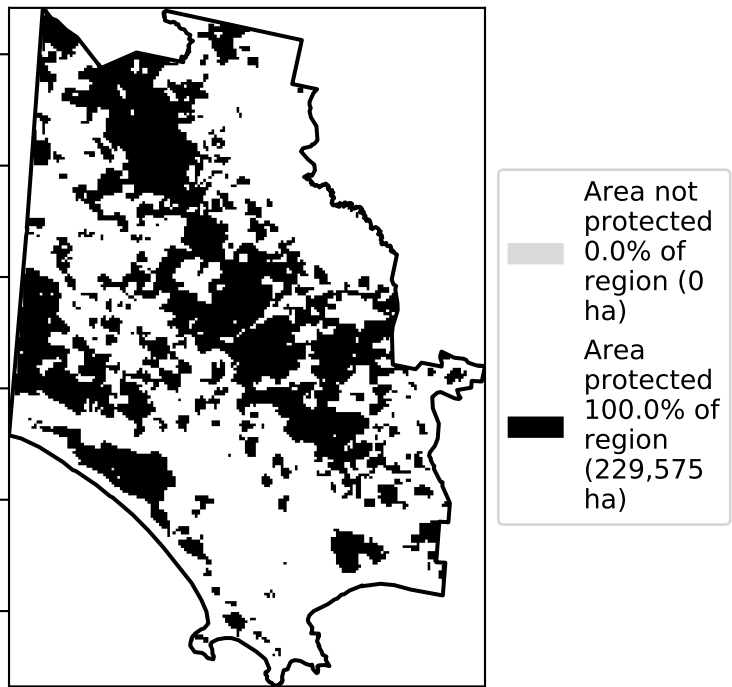 Area not
protected
0.0% of
region (0
ha)
Area
protected
100.0% of
region
(229,575
ha)